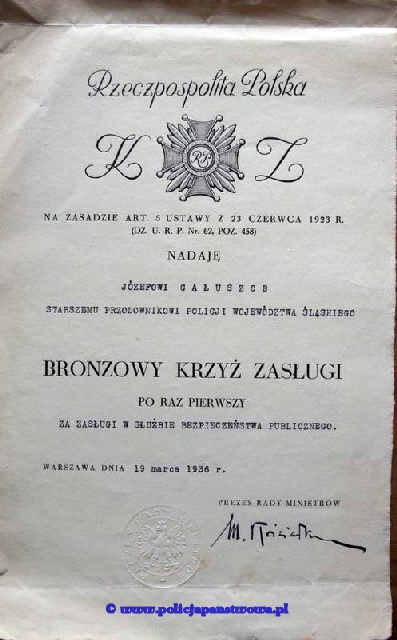 Rzeczpospolita Polska
K Z
RP
NA ZASADZIE ART. 5 USTAWY Z 23 CZERWCA 1923 R.
(DZ. U. R. P. Nr. 62, POZ. 458)
NADAJĘ
JÓZEFOWI GAŁUSZCE
STARSZEMU PRZODOWNIKOWI POLICJI WOJEWÓDZTWA ŚLĄSKIEGO
BRONZOWY KRZYŻ ZASŁUGI
PO RAZ PIERWSZY
ZA ZASŁUGI W SŁUŻBIE BEZPIECZEŃSTWA PUBLICZNEGO.
WARSZAWA DNIA 19 marca 1936 r.
PREZES RADY MINISTRÓW
© www.policjapanstwowa.pl